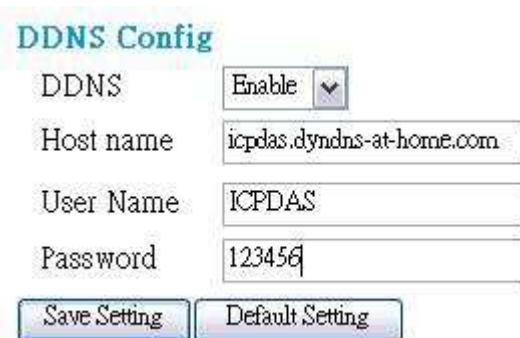 DDNS Config
DDNS Enable
Host name icpdas.dyndns-at-home.com
User Name ICPDAS
Password 123456
Save Setting Default Setting